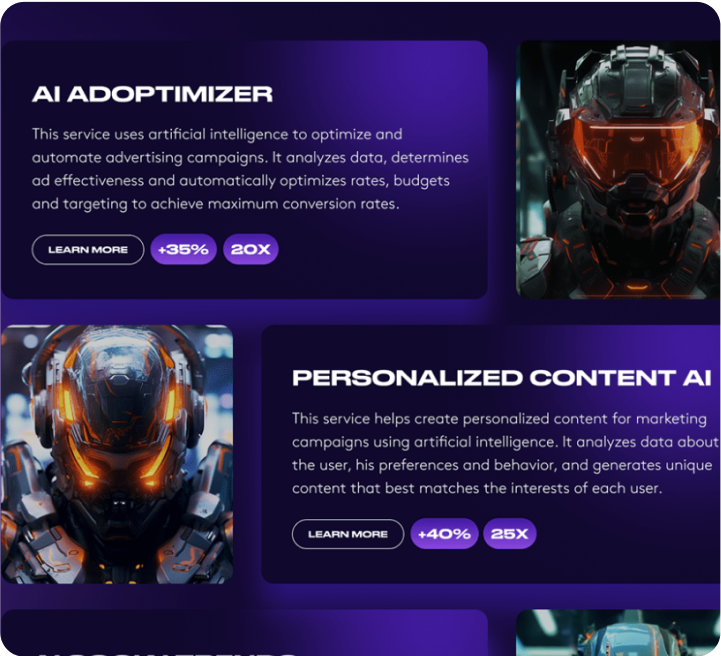 AI ADOPTIMIZER
This service uses artificial intelligence to optimize and
automate advertising campaigns. It analyzes data, determines
ad effectiveness and automatically optimizes rates, budgets
and targeting to achieve maximum conversion rates.
LEARN MORE +35% 20X
PERSONALIZED CONTENT AI
This service helps create personalized content for marketing
campaigns using artificial intelligence. It analyzes data about
the user, his preferences and behavior, and generates unique
content that best matches the interests of each user.
LEARN MORE +40% 25X